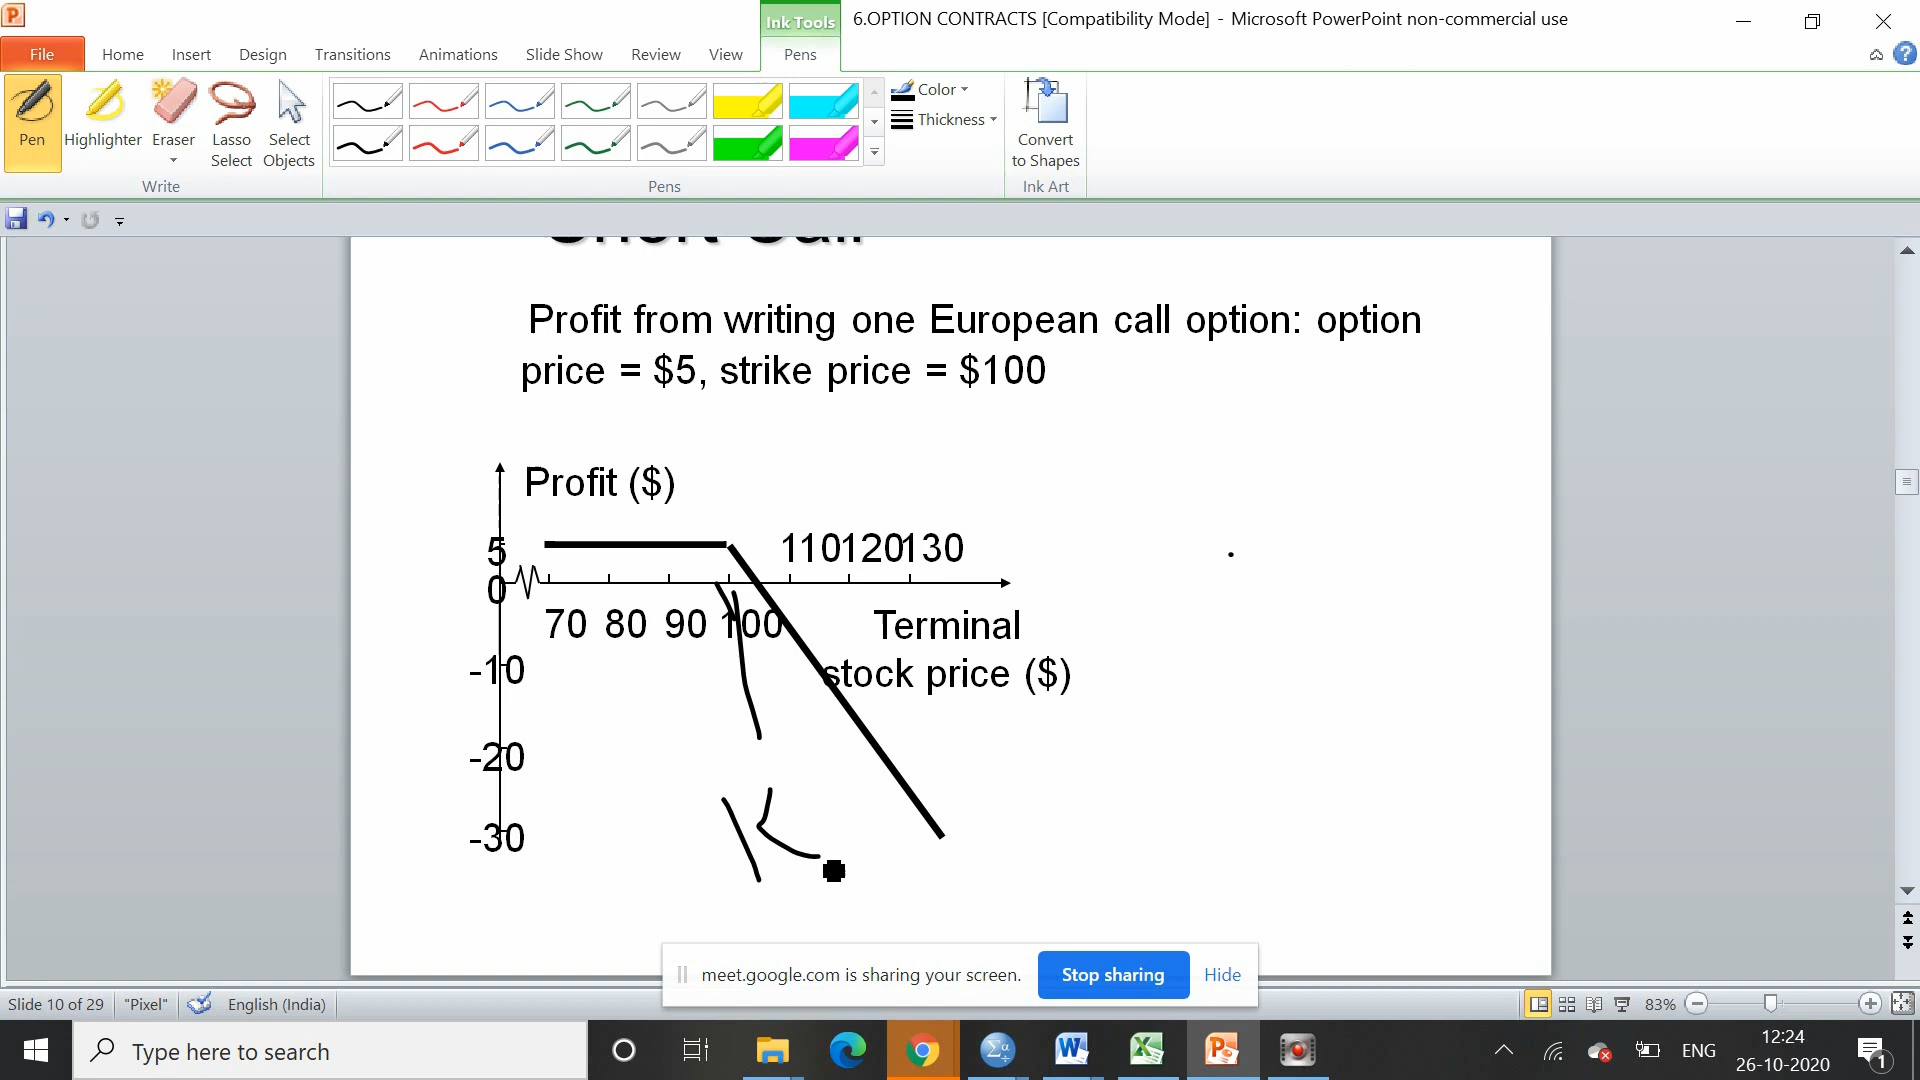 Ink Tools
6.OPTION CONTRACTS [Compatibility Mode] - Microsoft PowerPoint non-commercial use
File Home Insert Design Transitions Animations Slide Show Review View Pens
Pen
Highlighter
Eraser
Lasso
Select
Select
Objects
Write
Pens
Color
Thickness
Convert
to Shapes
Ink Art
Short Call
Profit from writing one European call option: option
price = $5, strike price = $100
Profit ($)
5
110 120 130
0
70 80 90 100
Terminal
stock price ($)
-10
-20
-30
K
meet.google.com is sharing your screen.
Stop sharing
Hide
Slide 10 of 29
"Pixel"
English (India)
83%
Type here to search
ENG
12:24
26-10-2020
1